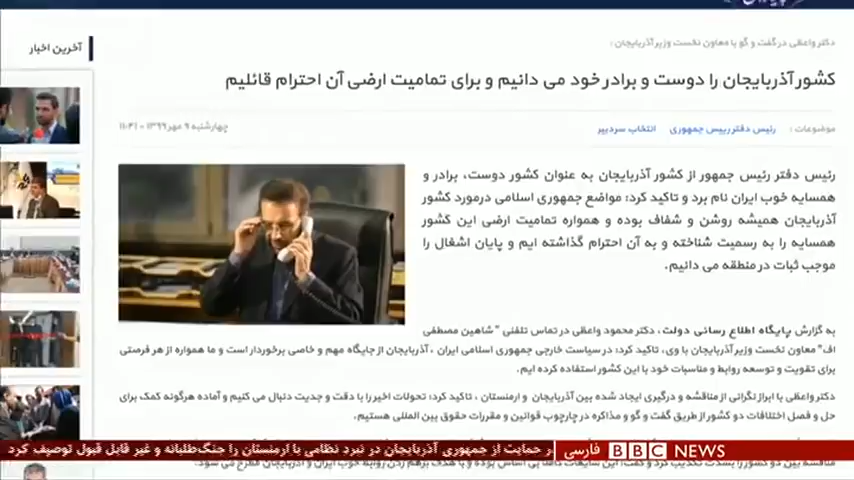 آخرین اخبار
دکتر واعظی در گفت و گو با معاون نخست وزیر آذربایجان :
کشور آذربایجان را دوست و برادر خود می دانیم و برای تمامیت ارضی آن احترام قائلیم
موضوعات : رئیس دفتر رییس جمهوری انتخاب سردبیر
چهارشنبه ۹ مهر ۱۳۹۹ - ۱۱:۴۱
رئیس دفتر رئیس جمهور از کشور آذربایجان به عنوان کشور دوست، برادر و
همسایه خوب ایران نام برد و تاکید کرد: مواضع جمهوری اسلامی درمورد کشور
آذربایجان همیشه روشن و شفاف بوده و همواره تمامیت ارضی این کشور
همسایه را به رسمیت شناخته و به آن احترام گذاشته ایم و پایان اشغال را
موجب ثبات در منطقه می دانیم.
به گزارش پایگاه اطلاع رسانی دولت، دکتر محمود واعظی در تماس تلفنی "شاهین مصطفی
اف" معاون نخست وزیر آذربایجان با وی، تاکید کرد: در سیاست خارجی جمهوری اسلامی ایران ، آذربایجان از جایگاه مهم و خاصی برخوردار است و ما همواره از هر فرصتی
برای تقویت و توسعه روابط و مناسبات خود با این کشور استفاده کرده ایم.
دکتر واعظی با ابراز نگرانی از مناقشه و درگیری ایجاد شده بین آذربایجان و ارمنستان ، تاکید کرد: تحولات اخیر را با دقت و جدیت دنبال می کنیم و آماده هرگونه کمک برای
حل و فصل اختلافات دو کشور از طریق گفت و گو و مذاکره در چارچوب قوانین و مقررات حقوق بین المللی هستیم.
BBC NEWS فارسی
ر حمایت از جمهوری آذربایجان در نبرد نظامی با ارمنستان را جنگ‌طلبانه و غیر قابل قبول توصیف کرد